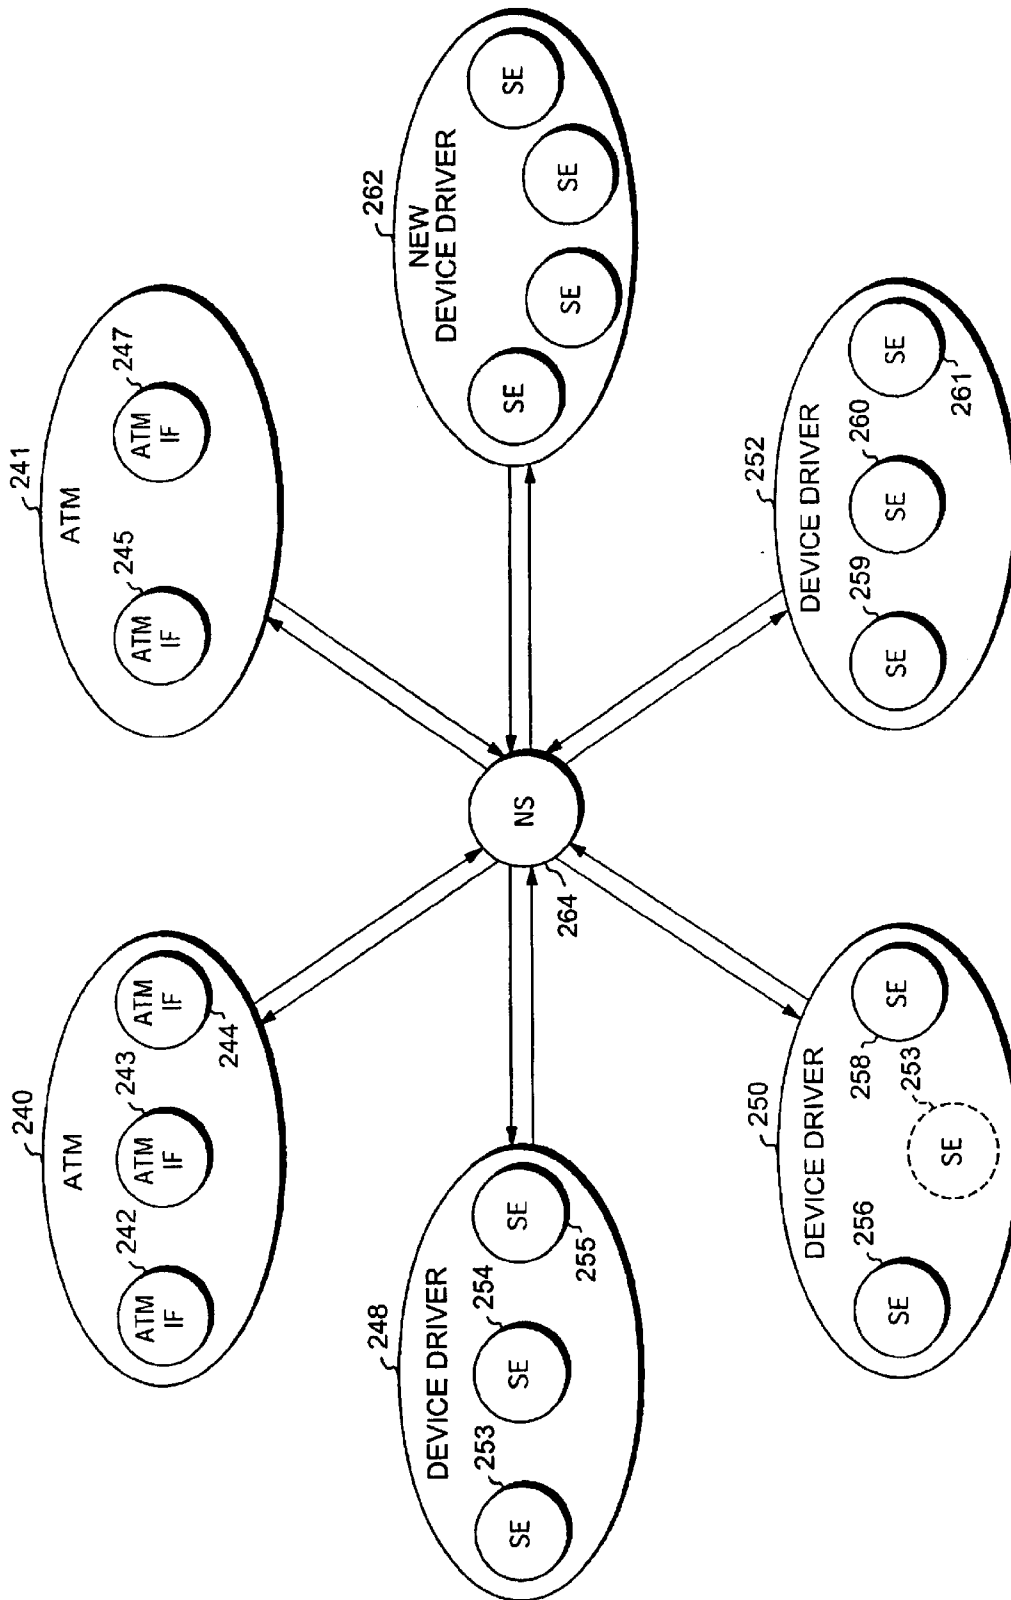 240
ATM
242
ATM
IF
243
ATM
IF
ATM
IF
244
241
ATM
245
ATM
IF
247
ATM
IF
248
DEVICE DRIVER
253
SE
254
SE
SE
255
NS
264
262
NEW
DEVICE DRIVER
SE
SE
SE
SE
250
DEVICE DRIVER
256
SE
253
SE
258
SE
252
DEVICE DRIVER
259
SE
260
SE
SE
261